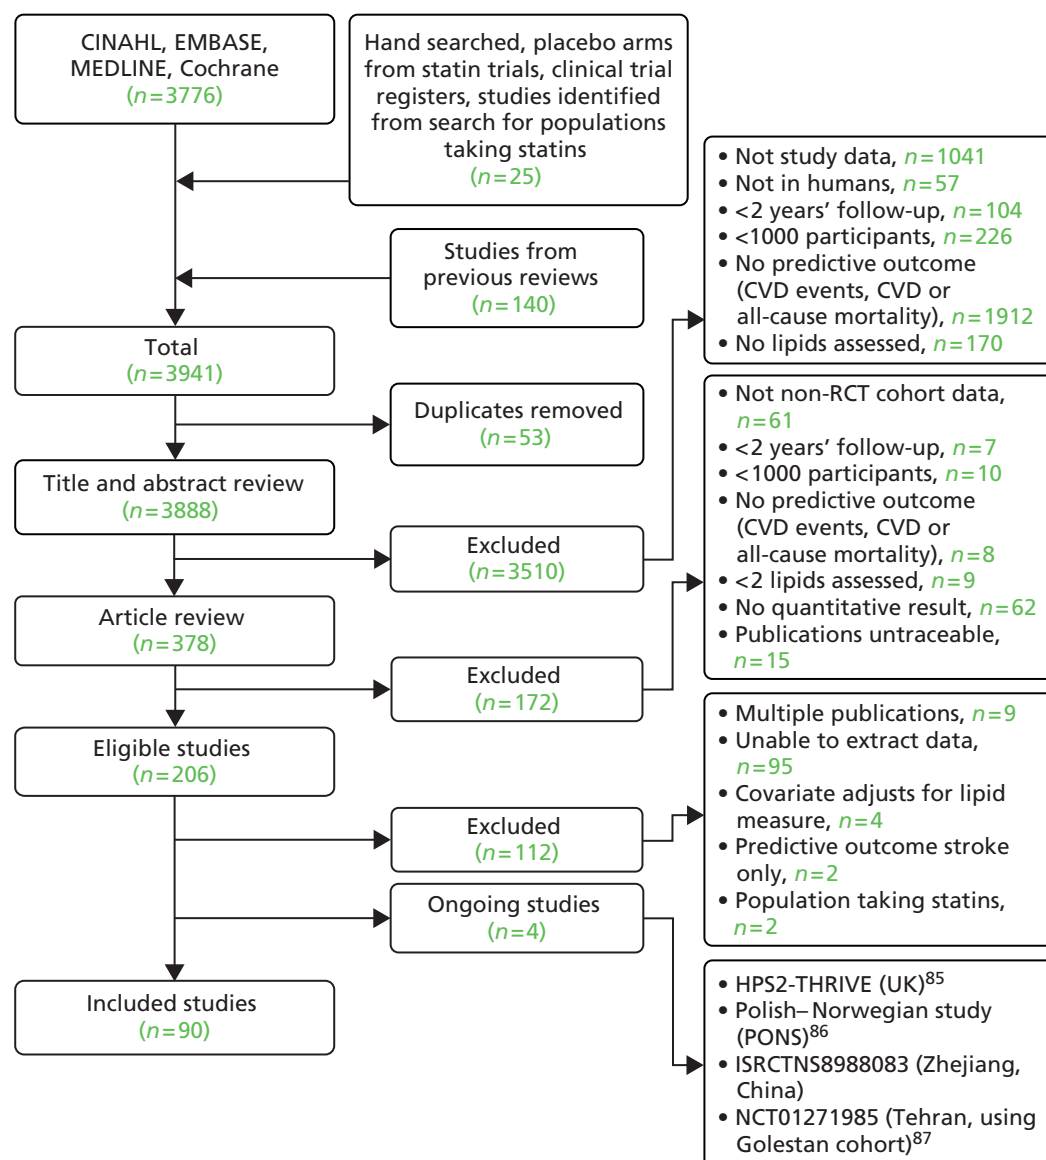 CINAHL, EMBASE,
MEDLINE, Cochrane
(n=3776)
Hand searched, placebo arms
from statin trials, clinical trial
registers, studies identified
from search for populations
taking statins
(n=25)
Studies from
previous reviews
(n=140)
Total
(n=3941)
Duplicates removed
(n=53)
Title and abstract review
(n=3888)
Excluded
(n=3510)
• Not study data, n=1041
• Not in humans, n=57
• <2 years’ follow-up, n=104
• <1000 participants, n=226
• No predictive outcome
(CVD events, CVD or
all-cause mortality), n=1912
• No lipids assessed, n=170
Article review
(n=378)
Excluded
(n=172)
• Not non-RCT cohort data,
n=61
• <2 years’ follow-up, n=7
• <1000 participants, n=10
• No predictive outcome
(CVD events, CVD or
all-cause mortality), n=8
• <2 lipids assessed, n=9
• No quantitative result, n=62
• Publications untraceable,
n=15
Eligible studies
(n=206)
Excluded
(n=112)
• Multiple publications, n=9
• Unable to extract data,
n=95
• Covariate adjusts for lipid
measure, n=4
• Predictive outcome stroke
only, n=2
• Population taking statins,
n=2
Ongoing studies
(n=4)
• HPS2-THRIVE (UK)85
• Polish–Norwegian study
(PONS)86
• ISRCTNS8988083 (Zhejiang,
China)
• NCT01271985 (Tehran, using
Golestan cohort)87
Included studies
(n=90)